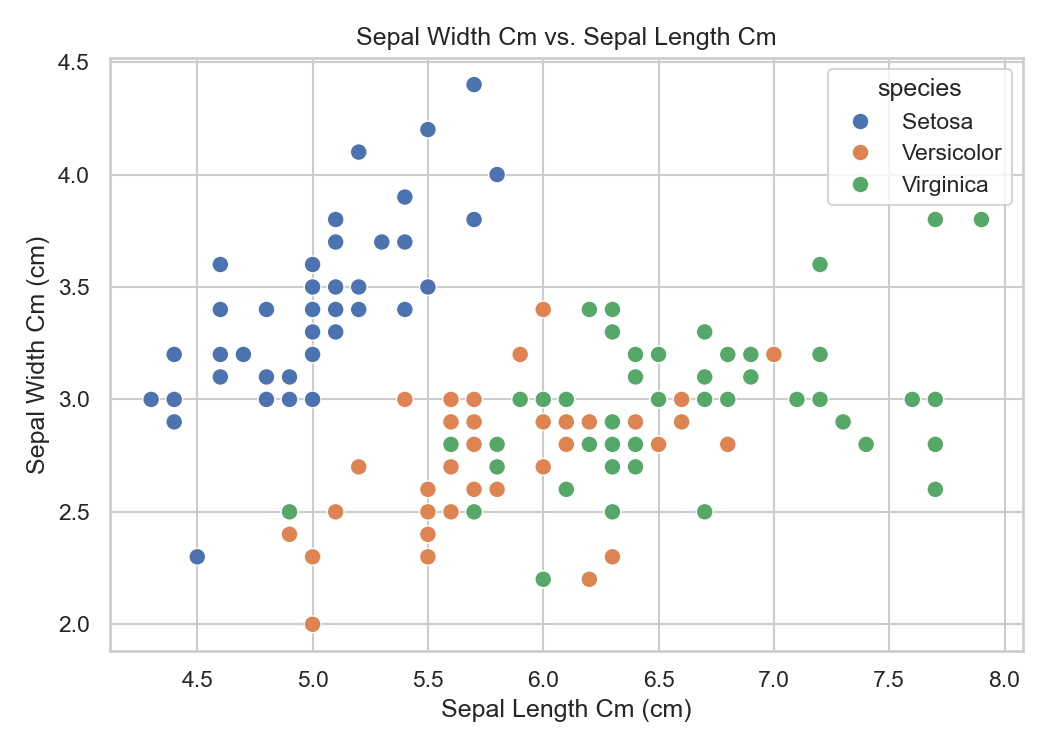 Sepal Width Cm vs. Sepal Length Cm
species
Setosa
Versicolor
Virginica
Sepal Width Cm (cm)
4.5
4.0
3.5
3.0
2.5
2.0
4.5 5.0 5.5 6.0 6.5 7.0 7.5 8.0
Sepal Length Cm (cm)